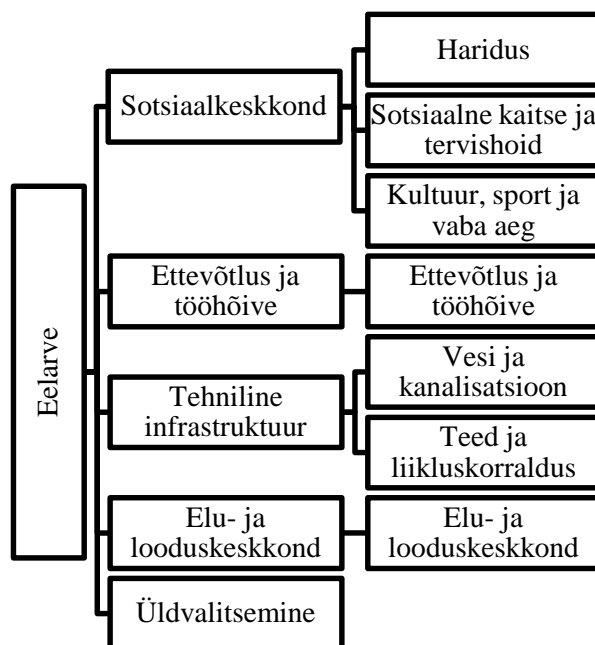 Eelarve
Sotsiaalkeskkond
Haridus
Sotsiaalne kaitse ja
tervishoid
Kultuur, sport ja
vaba aeg
Ettevõtlus ja
tööhõive
Ettevõtlus ja
tööhõive
Tehniline
infrastruktuur
Vesi ja
kanalisatsioon
Teed ja
liikluskorraldus
Elu- ja
looduskeskkond
Elu- ja
looduskeskkond
Üldvalitsemine